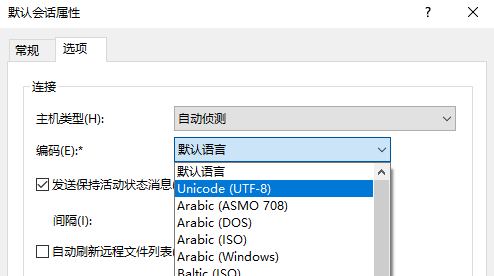 默认会话属性
常规
选项
连接
主机类型(H):
自动侦测
编码(E):*
默认语言
默认语言
Unicode (UTF-8)
发送保持活动状态消息
Arabic (ASMO 708)
Arabic (DOS)
间隔(I):
Arabic (ISO)
自动刷新远程文件列表
Arabic (Windows)
Baltic (ISO)